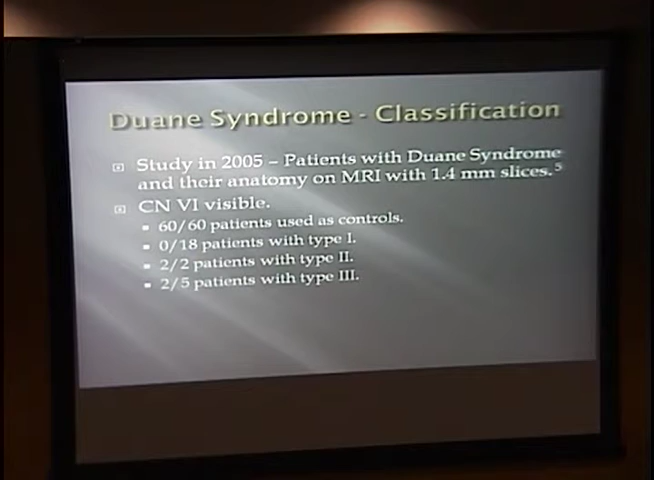 Duane Syndrome - Classification
Study in 2005 – Patients with Duane Syndrome
and their anatomy on MRI with 1.4 mm slices.5
CN VI visible.
60/60 patients used as controls.
0/18 patients with type I.
2/2 patients with type II.
2/5 patients with type III.